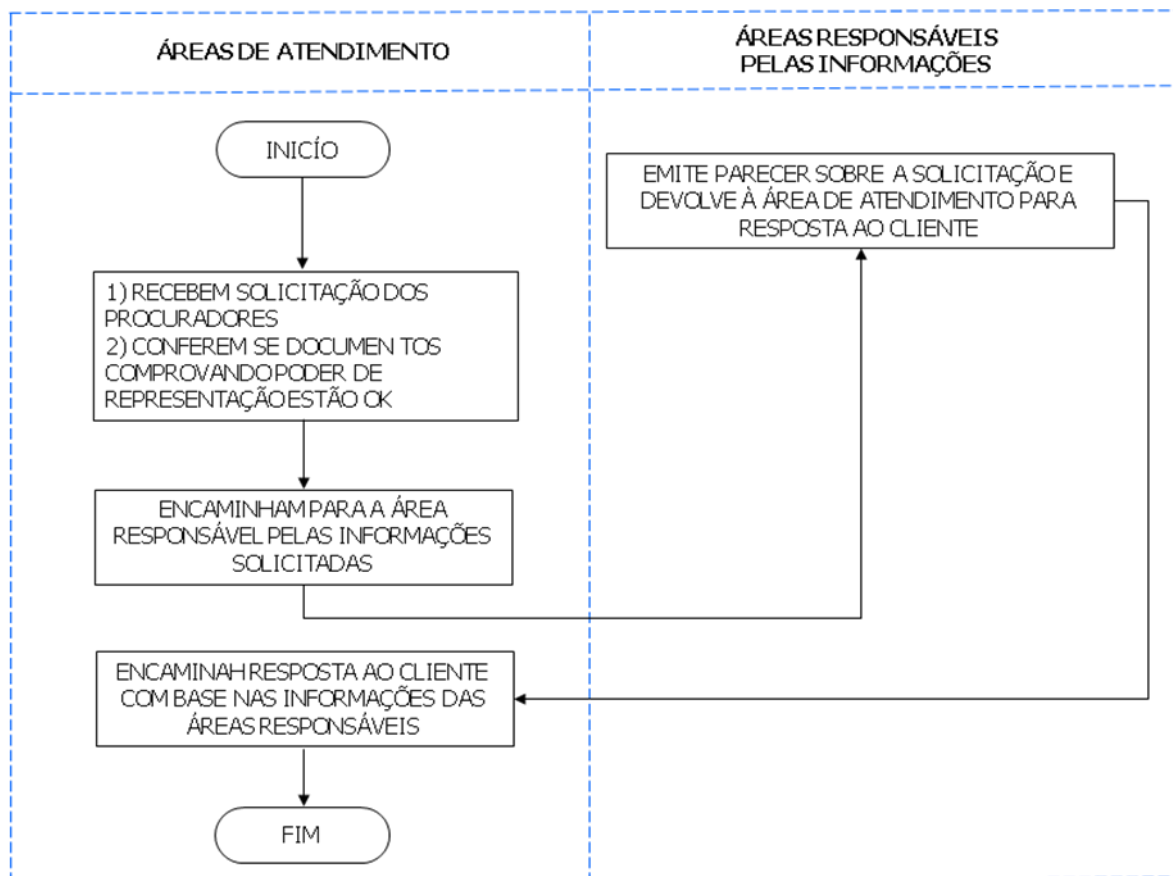 ÁREAS DE ATENDIMENTO
ÁREAS RESPONSÁVEIS
PELAS INFORMAÇÕES
INICÍO
1) RECEBEM SOLICITAÇÃO DOS
PROCURADORES
2) CONFEREM SE DOCUMEN TOS
COMPROVANDO PODER DE
REPRESENTAÇÃO ESTÃO OK
ENCAMINHAM PARA A ÁREA
RESPONSÁVEL PELAS INFORMAÇÕES
SOLICITADAS
EMITE PARECER SOBRE A SOLICITAÇÃO E
DEVOLVE À ÁREA DE ATENDIMENTO PARA
RESPOSTA AO CLIENTE
ENCAMINAH RESPOSTA AO CLIENTE
COM BASE NAS INFORMAÇÕES DAS
ÁREAS RESPONSÁVEIS
FIM